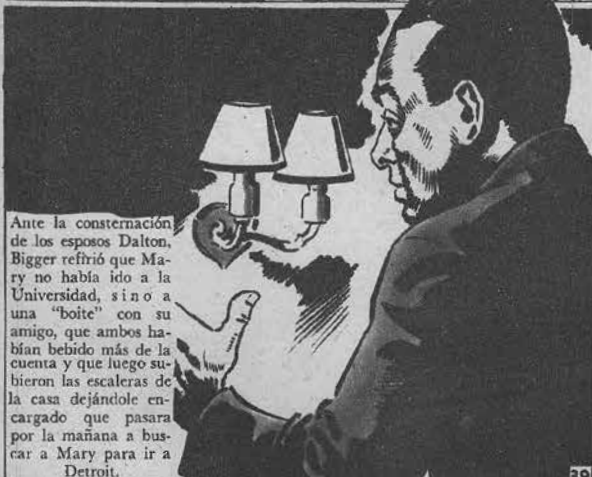 Ante la consternación
de los esposos Dalton,
Bigger refirió que Ma-
ry no había ido a la
Universidad, sino a
una "boite" con su
amigo, que ambos ha-
bían bebido más de la
cuenta y que luego su-
bieron las escaleras de
la casa dejándole en-
cargado que pasara
por la mañana a bus-
car a Mary para ir a
Detroit.
39